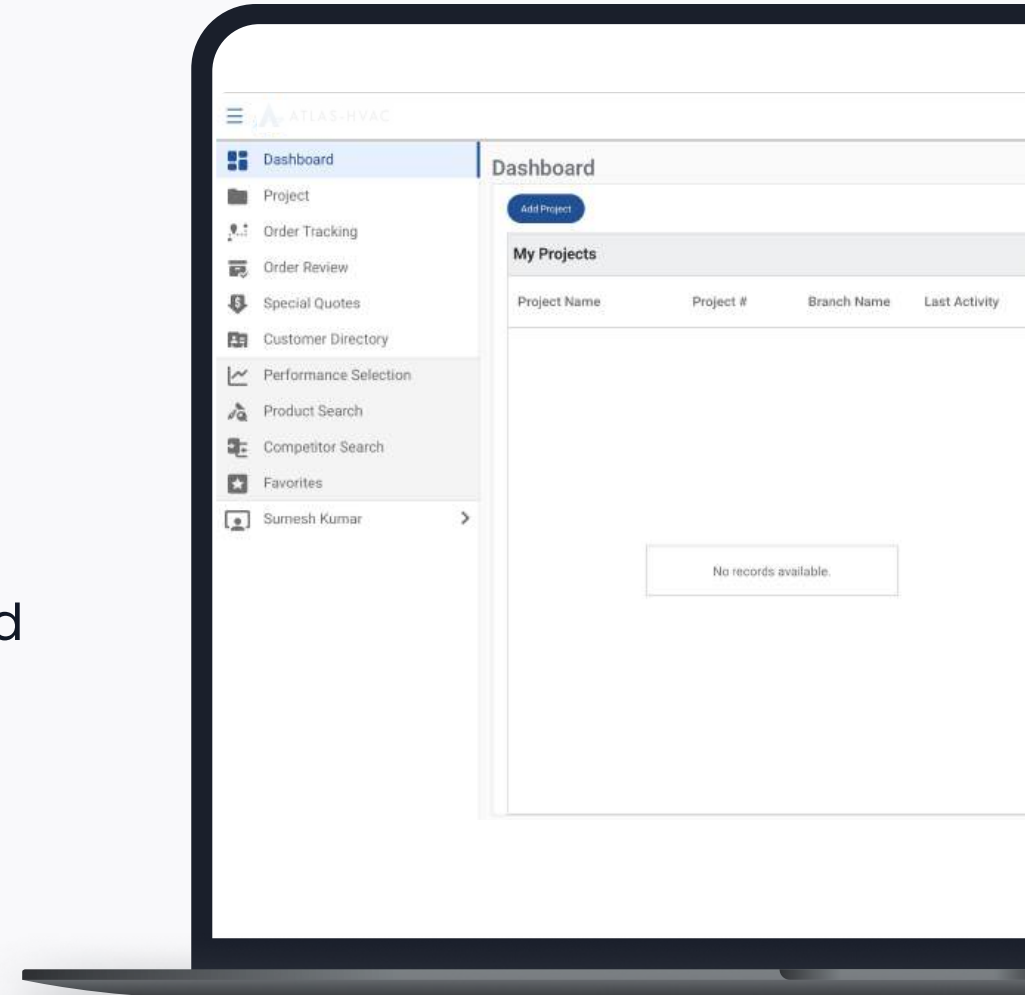 ATLAS-HVAC
Dashboard
Project
Order Tracking
Order Review
Special Quotes
Customer Directory
Performance Selection
Product Search
Competitor Search
Favorites
Sumesh Kumar
Dashboard
Add Project
My Projects
Project Name Project # Branch Name Last Activity
No records available.
d